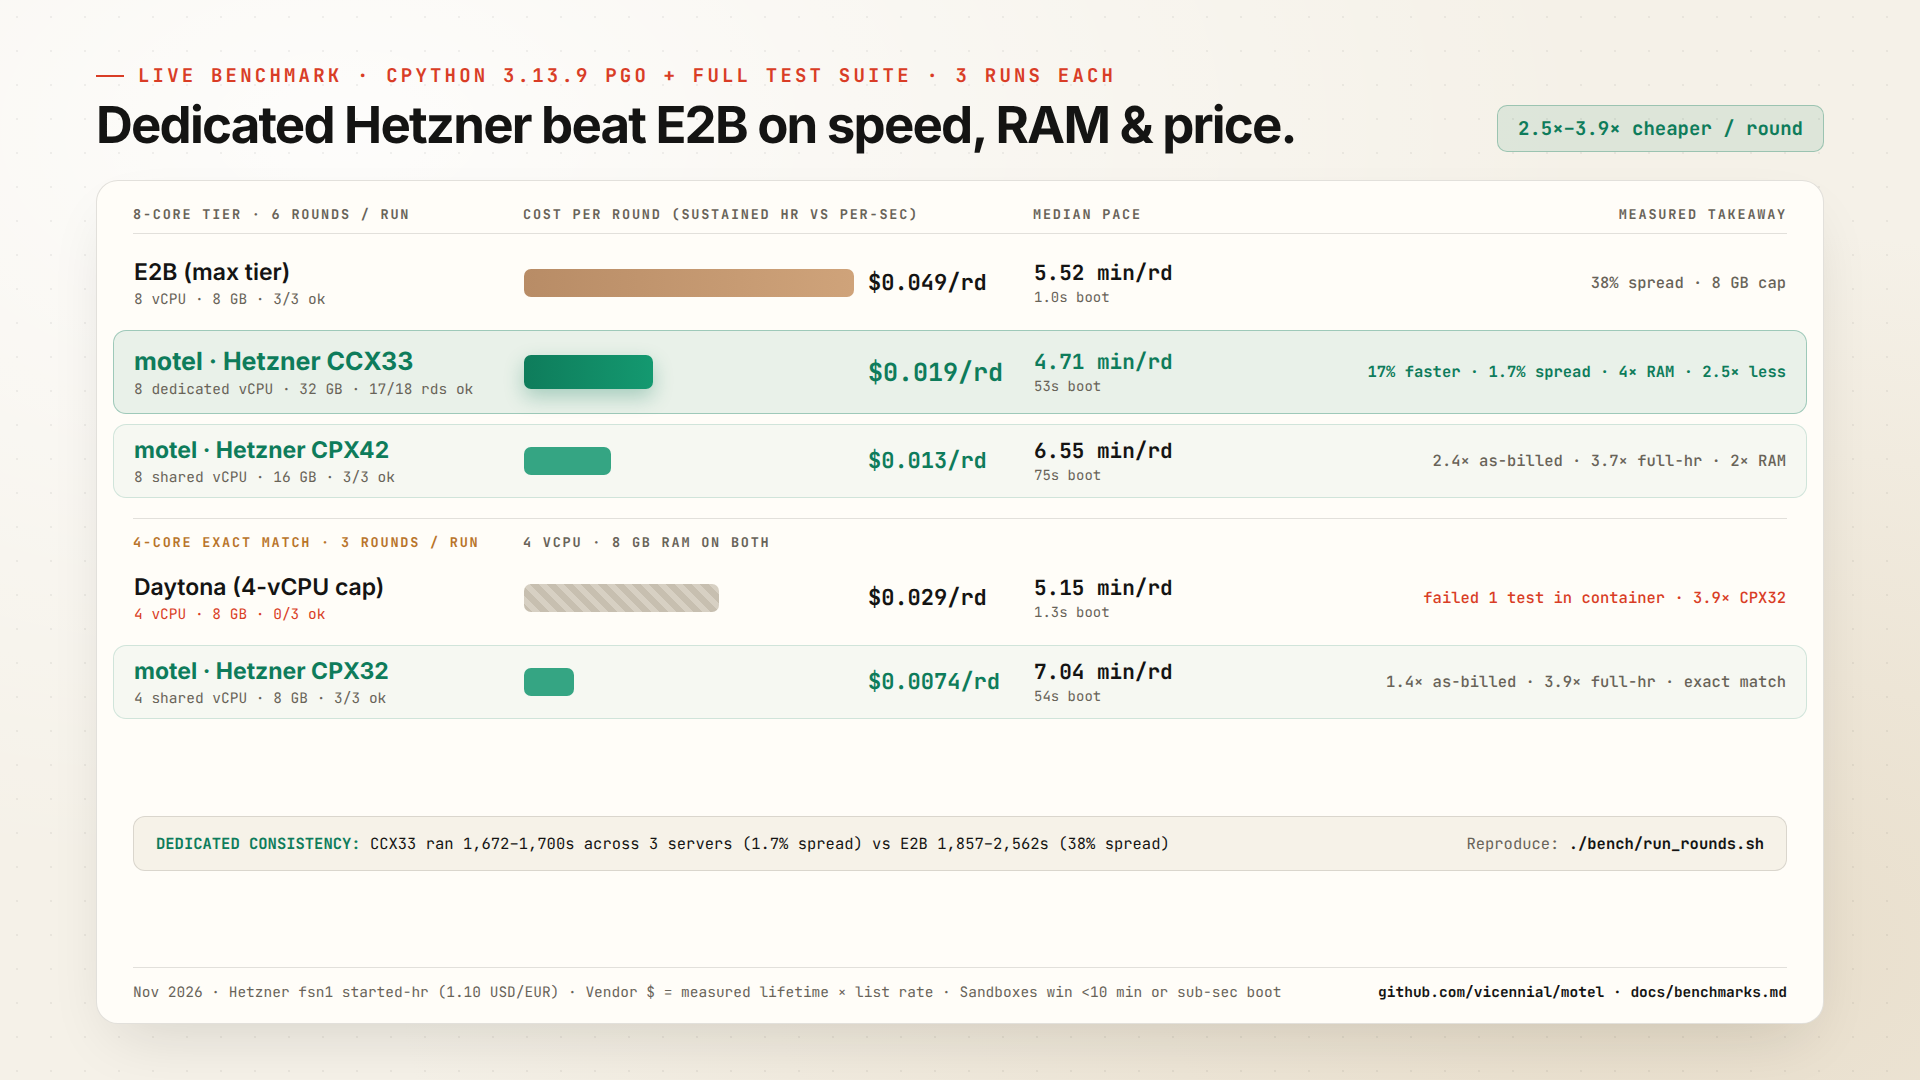 LIVE BENCHMARK · CPYTHON 3.13.9 PGO + FULL TEST SUITE · 3 RUNS EACH
Dedicated Hetzner beat E2B on speed, RAM & price.
2.5×–3.9× cheaper / round
8-CORE TIER · 6 ROUNDS / RUN
COST PER ROUND (SUSTAINED HR VS PER-SEC)
MEDIAN PACE
MEASURED TAKEAWAY
E2B (max tier)
8 vCPU · 8 GB · 3/3 ok
$0.049/rd
5.52 min/rd
1.0s boot
38% spread · 8 GB cap
motel · Hetzner CCX33
8 dedicated vCPU · 32 GB · 17/18 rds ok
$0.019/rd
4.71 min/rd
53s boot
17% faster · 1.7% spread · 4× RAM · 2.5× less
motel · Hetzner CPX42
8 shared vCPU · 16 GB · 3/3 ok
$0.013/rd
6.55 min/rd
75s boot
2.4× as-billed · 3.7× full-hr · 2× RAM
4-CORE EXACT MATCH · 3 ROUNDS / RUN
4 VCPU · 8 GB RAM ON BOTH
Daytona (4-vCPU cap)
4 vCPU · 8 GB · 0/3 ok
$0.029/rd
5.15 min/rd
1.3s boot
failed 1 test in container · 3.9× CPX32
motel · Hetzner CPX32
4 shared vCPU · 8 GB · 3/3 ok
$0.0074/rd
7.04 min/rd
54s boot
1.4× as-billed · 3.9× full-hr · exact match
DEDICATED CONSISTENCY: CCX33 ran 1,672–1,700s across 3 servers (1.7% spread) vs E2B 1,857–2,562s (38% spread)
Reproduce: ./bench/run_rounds.sh
Nov 2026 · Hetzner fsn1 started-hr (1.10 USD/EUR) · Vendor $ = measured lifetime × list rate · Sandboxes win <10 min or sub-sec boot
github.com/vicennial/motel · docs/benchmarks.md